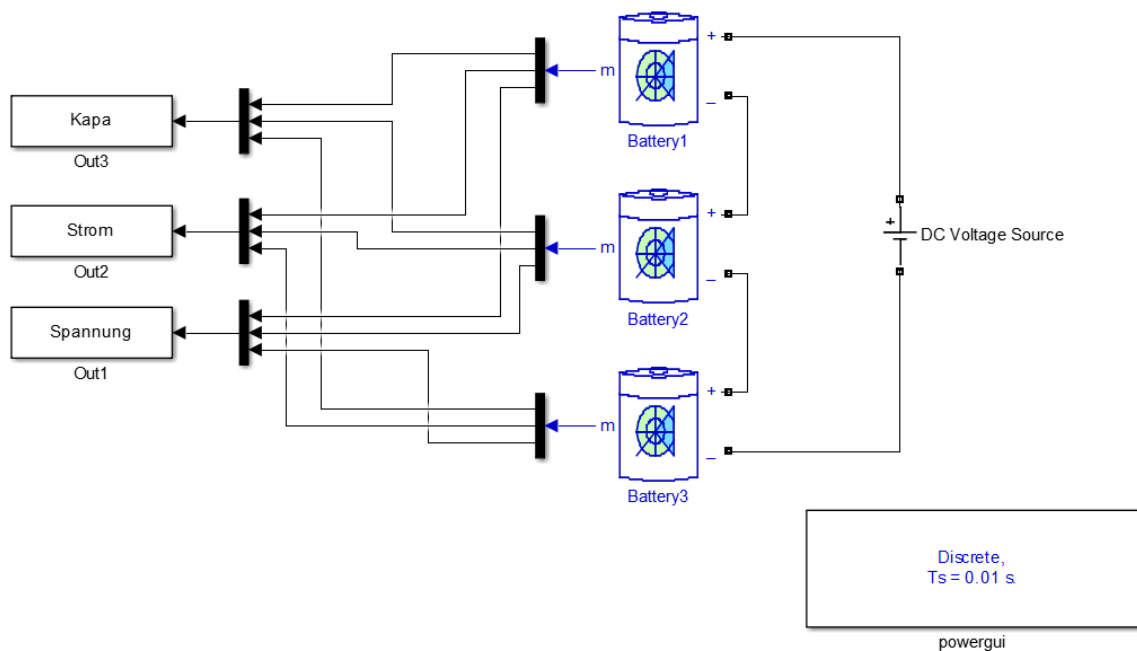 +
m
_
Battery1
Kapa
Out3
+
Strom
m
+
DC Voltage Source
Out2
_
Battery2
Spannung
Out1
+
m
_
Battery3
Discrete,
Ts = 0.01 s.
powergui